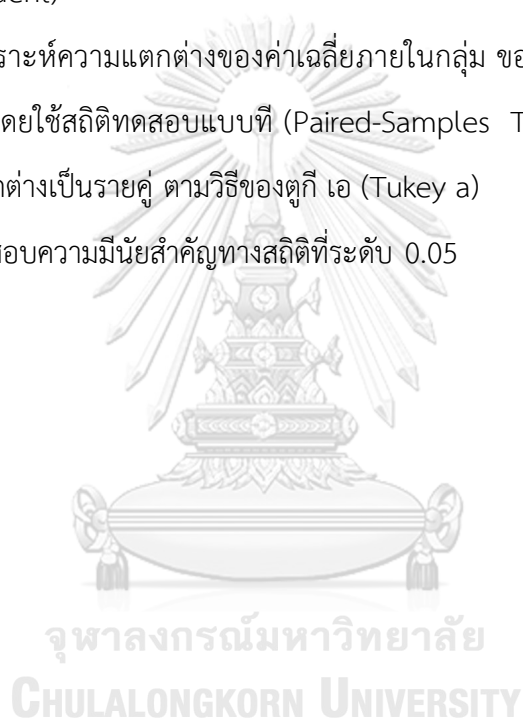 dent)
ราะห์ความแตกต่างของค่าเฉลี่ยภายในกลุ่ม ขอ
ดยใช้สถิติทดสอบแบบที (Paired-Samples T
ต่างเป็นรายคู่ ตามวิธีของตูกี เอ (Tukey a)
สอบความมีนัยสำคัญทางสถิติที่ระดับ 0.05
จุฬาลงกรณ์มหาวิทยาลัย
CHULALONGKORN UNIVERSITY